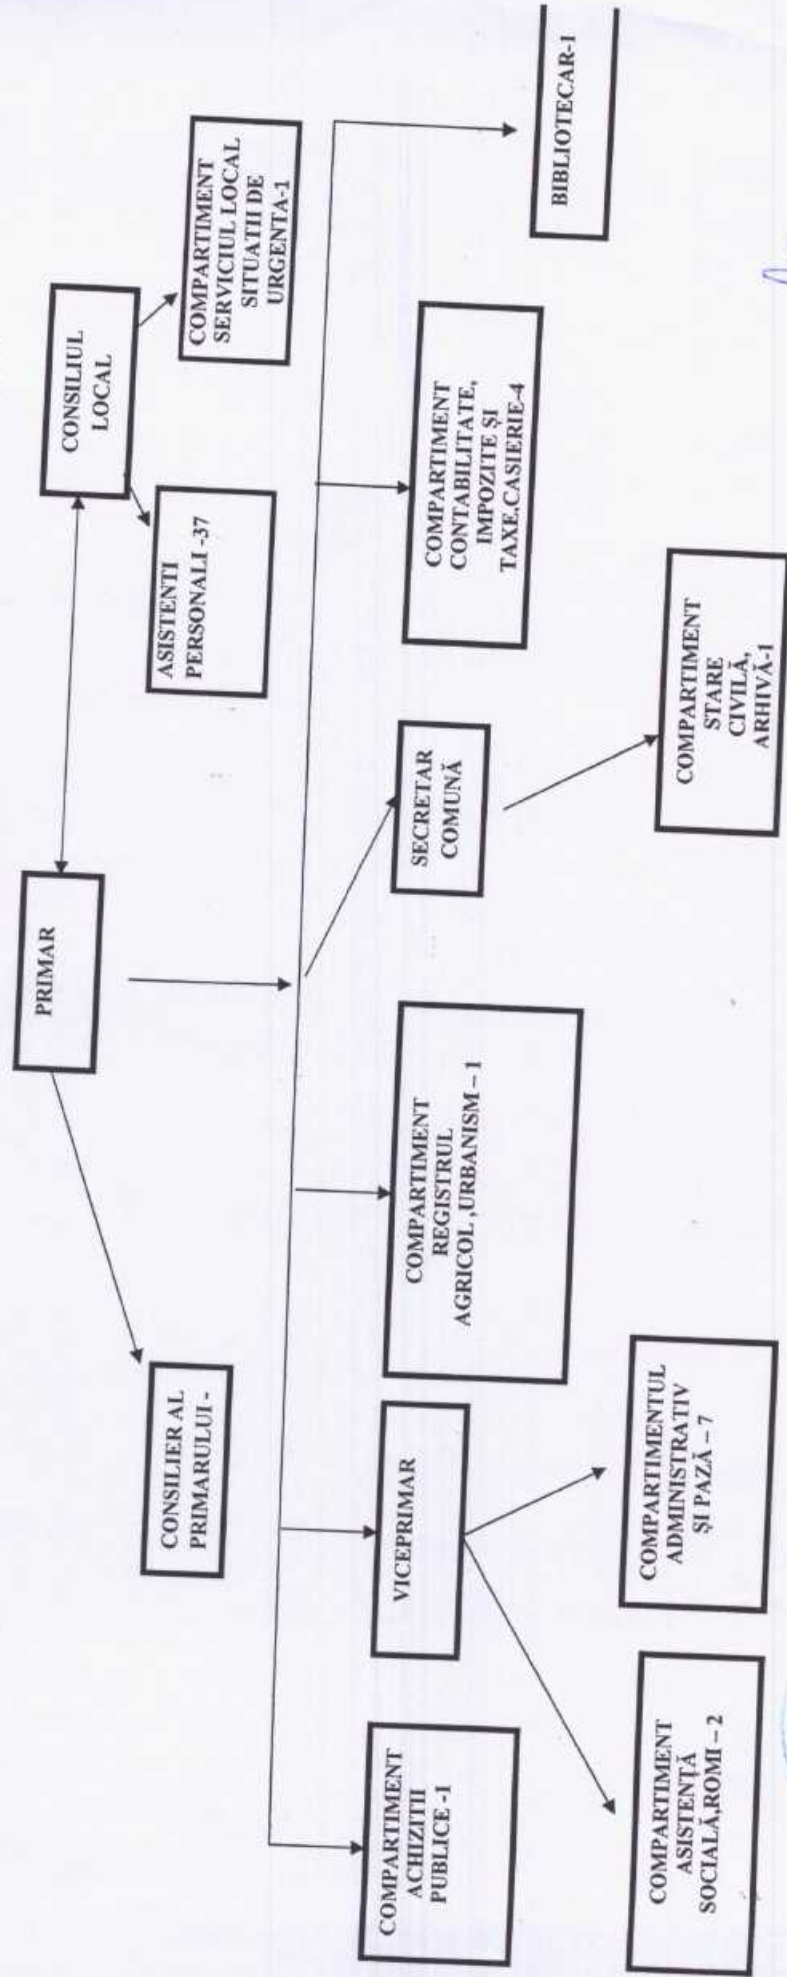 PRIMAR
CONSILIUL
LOCAL
CONSILIER AL
PRIMARULUI -
ASISTENTI
PERSONALI -37
COMPARTIMENT
SERVICIUL LOCAL
SITUATII DE
URGENTA-1
COMPARTIMENT
ACHIZITII
PUBLICE -1
VICEPRIMAR
COMPARTIMENT
REGISTRUL
AGRICOL ,URBANISM – 1
SECRETAR
COMUNĂ
COMPARTIMENT
CONTABILITATE,
IMPOZITE ȘI
TAXE.CASIERIE-4
BIBLIOTECAR-1
COMPARTIMENT
ASISTENȚĂ
SOCIALĂ,ROMI – 2
COMPARTIMENTUL
ADMINISTRATIV
ȘI PAZĂ – 7
COMPARTIMENT
STARE
CIVILĂ,
ARHIVĂ-1